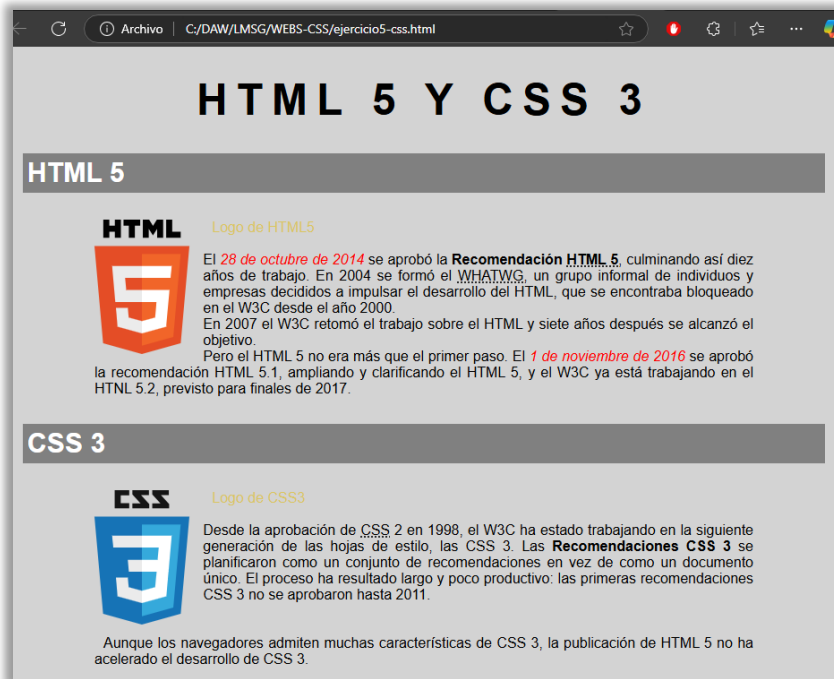 Archivo C:/DAW/LMSG/WEBS-CSS/ejercicio5-css.html
HTML 5 Y CSS 3
HTML 5
HTML
5
Logo de HTML5
El 28 de octubre de 2014 se aprobó la Recomendación HTML 5, culminando así diez
años de trabajo. En 2004 se formó el WHATWG, un grupo informal de individuos y
empresas decididos a impulsar el desarrollo del HTML, que se encontraba bloqueado
en el W3C desde el año 2000.
En 2007 el W3C retomó el trabajo sobre el HTML y siete años después se alcanzó el
objetivo.
Pero el HTML 5 no era más que el primer paso. El 1 de noviembre de 2016 se aprobó
la recomendación HTML 5.1, ampliando y clarificando el HTML 5, y el W3C ya está trabajando en el
HTNL 5.2, previsto para finales de 2017.
CSS 3
CSS
3
Logo de CSS3
Desde la aprobación de CSS 2 en 1998, el W3C ha estado trabajando en la siguiente
generación de las hojas de estilo, las CSS 3. Las Recomendaciones CSS 3 se
planificaron como un conjunto de recomendaciones en vez de como un documento
único. El proceso ha resultado largo y poco productivo: las primeras recomendaciones
CSS 3 no se aprobaron hasta 2011.
Aunque los navegadores admiten muchas características de CSS 3, la publicación de HTML 5 no ha
acelerado el desarrollo de CSS 3.